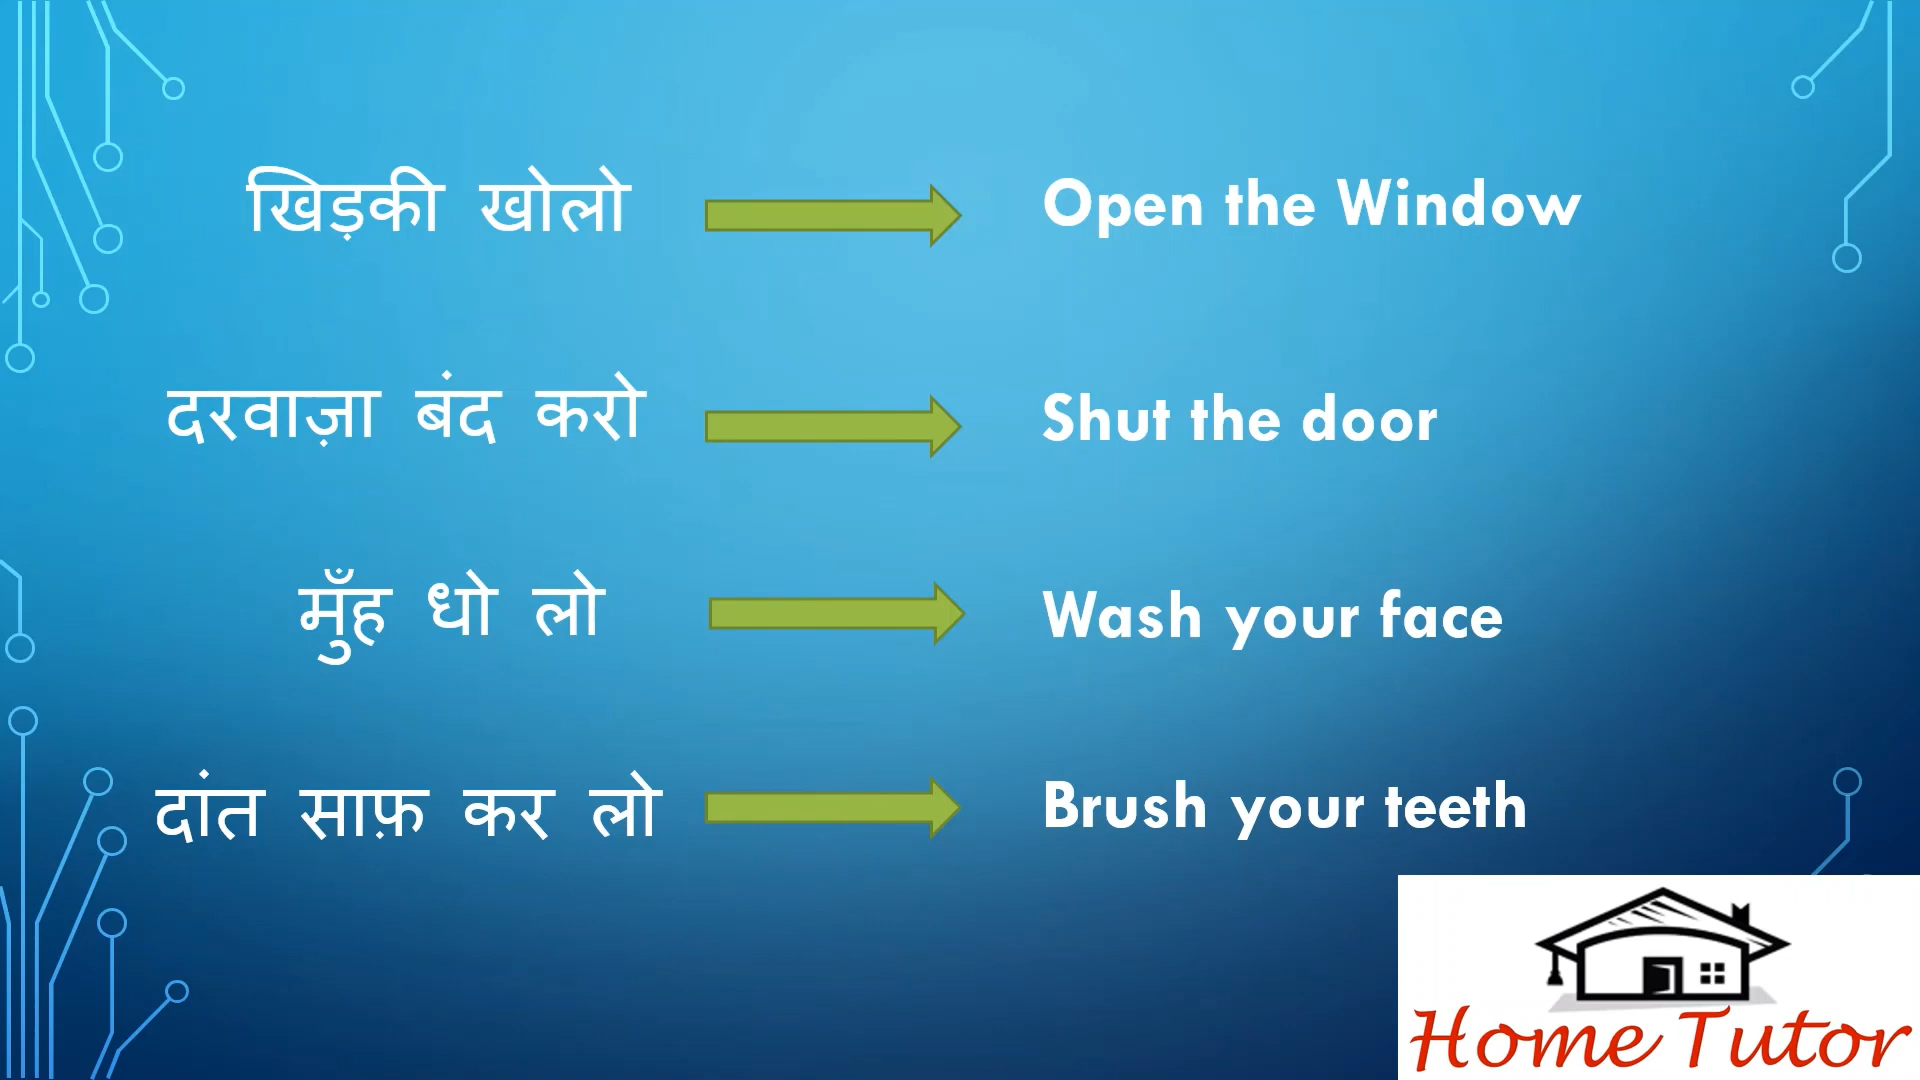 खिड़की खोलो Open the Window
दरवाज़ा बंद करो Shut the door
मुँह धो लो Wash your face
दांत साफ़ कर लो Brush your teeth
Home Tutor